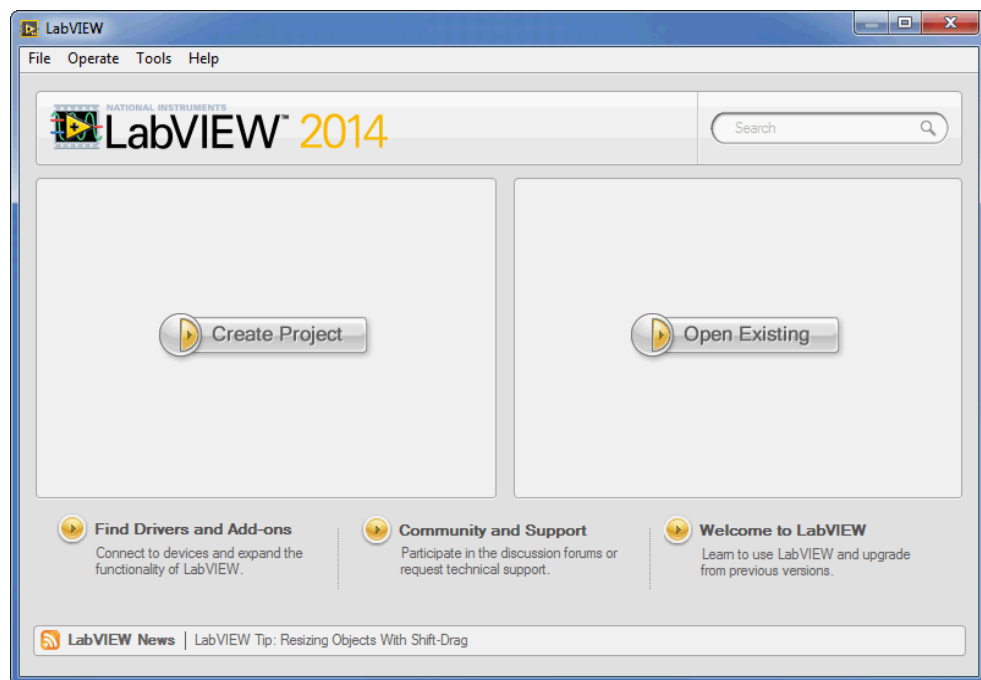 LabVIEW
File Operate Tools Help
NATIONAL INSTRUMENTS
LabVIEW™ 2014
Search
Create Project
Open Existing
Find Drivers and Add-ons
Connect to devices and expand the
functionality of LabVIEW.
Community and Support
Participate in the discussion forums or
request technical support.
Welcome to LabVIEW
Learn to use LabVIEW and upgrade
from previous versions.
LabVIEW News | LabVIEW Tip: Resizing Objects With Shift-Drag